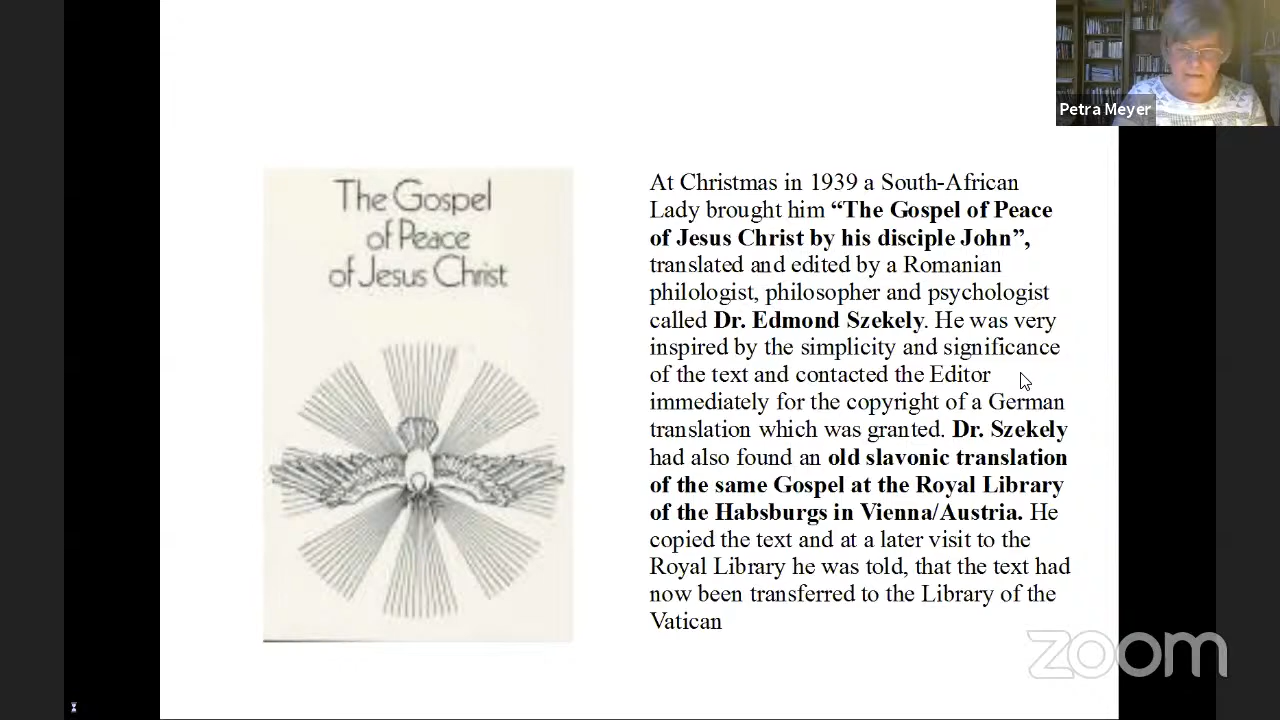 Petra Meyer
The Gospel
of Peace
of Jesus Christ
At Christmas in 1939 a South-African
Lady brought him “The Gospel of Peace
of Jesus Christ by his disciple John”,
translated and edited by a Romanian
philologist, philosopher and psychologist
called Dr. Edmond Szekely. He was very
inspired by the simplicity and significance
of the text and contacted the Editor
immediately for the copyright of a German
translation which was granted. Dr. Szekely
had also found an old slavonic translation
of the same Gospel at the Royal Library
of the Habsburgs in Vienna/Austria. He
copied the text and at a later visit to the
Royal Library he was told, that the text had
now been transferred to the Library of the
Vatican
zoom